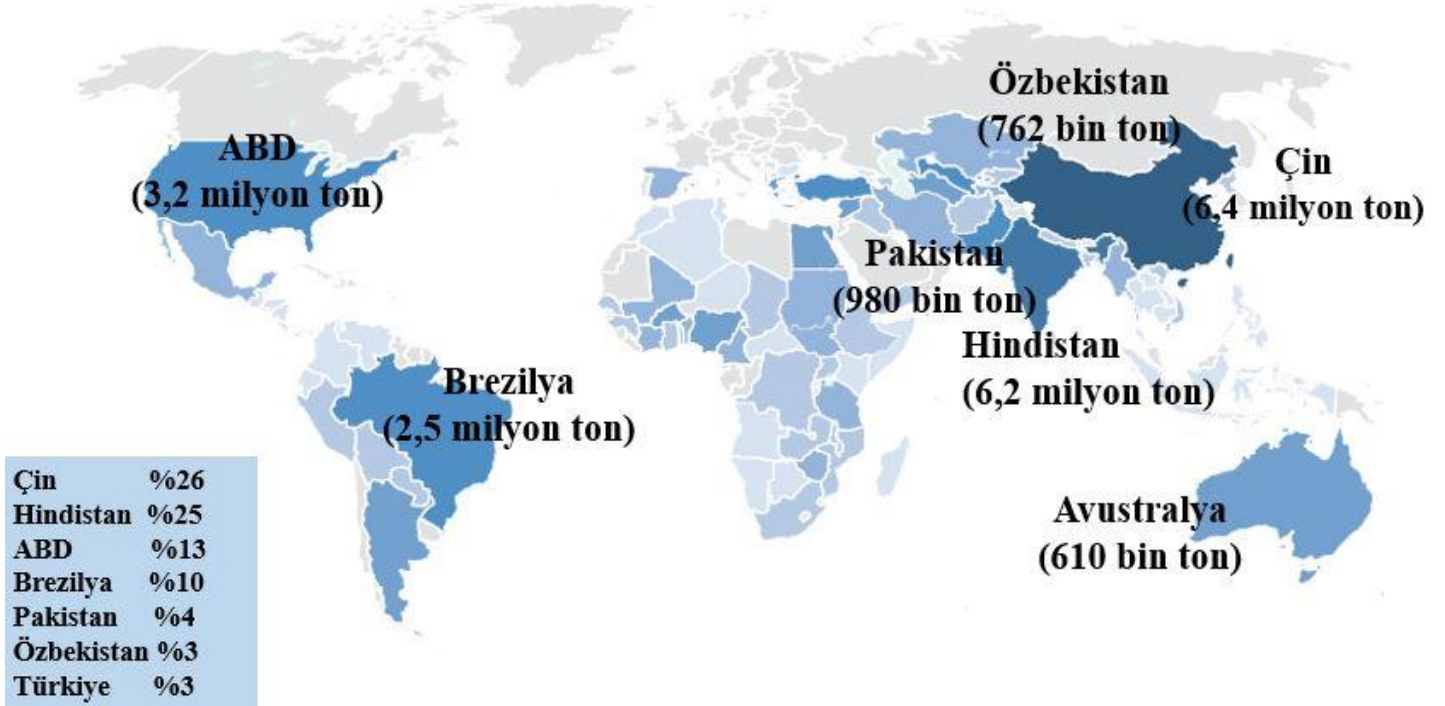 Özbekistan
(762 bin ton)
ABD
(3,2 milyon ton)
Çin
(6,4 milyon ton)
Pakistan
(980 bin ton)
Hindistan
(6,2 milyon ton)
Brezilya
(2,5 milyon ton)
Avustralya
(610 bin ton)
Çin %26
Hindistan %25
ABD %13
Brezilya %10
Pakistan %4
Özbekistan %3
Türkiye %3